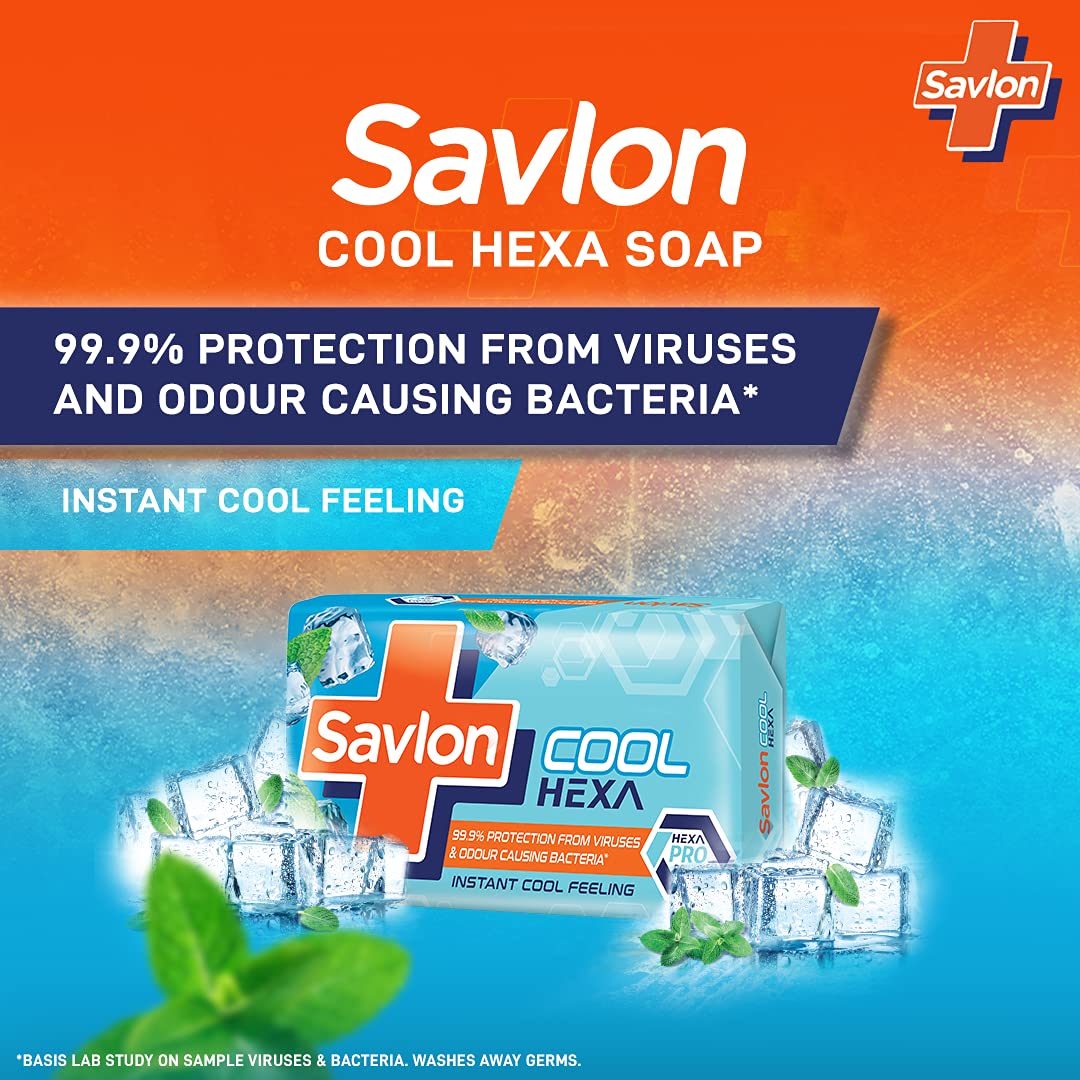 Savlon
Savlon
COOL HEXA SOAP
99.9% PROTECTION FROM VIRUSES
AND ODOUR CAUSING BACTERIA*
INSTANT COOL FEELING
Savlon
COOL
HEXA
99.9% PROTECTION FROM VIRUSES
& ODOUR CAUSING BACTERIA*
INSTANT COOL FEELING
HEXA
PRO
Savlon COOL
HEXA
*BASIS LAB STUDY ON SAMPLE VIRUSES & BACTERIA. WASHES AWAY GERMS.